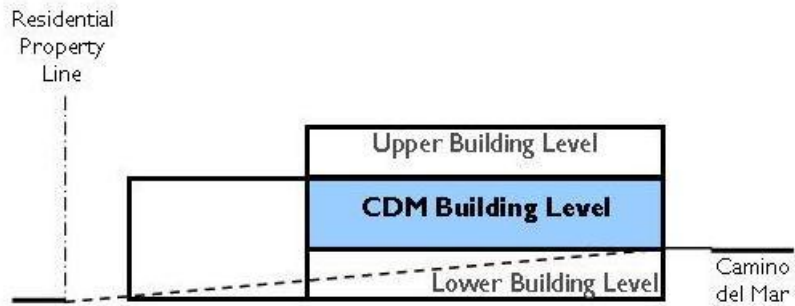 Residential
Property
Line
Upper Building Level
CDM Building Level
Lower Building Level
Camino
del Mar